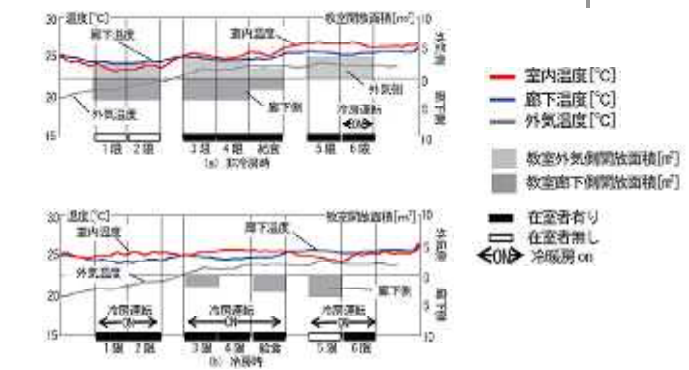 30 温度[℃] 教室開放面積[㎡] 10
廊下温度 室内温度
25 5 外気側
外気側
20 0
廊下側 5 廊下側
外気温度 冷房運転
ON
15 10
1限 2限 3限 4限 給食 5限 6限
(a) 非冷房時
30 温度[℃] 教室開放面積[㎡] 10
室内温度 廊下温度
25 5 外気側
外気温度 0
20 廊下側 5 廊下側
冷房運転 冷房運転 冷房運転
ON ON ON
15 10
1限 2限 3限 4限 給食 5限 6限
(b) 冷房時
室内温度[℃]
廊下温度[℃]
外気温度[℃]
教室外気側開放面積[㎡]
教室廊下側開放面積[㎡]
在室者有り
在室者無し
ON 冷暖房 on